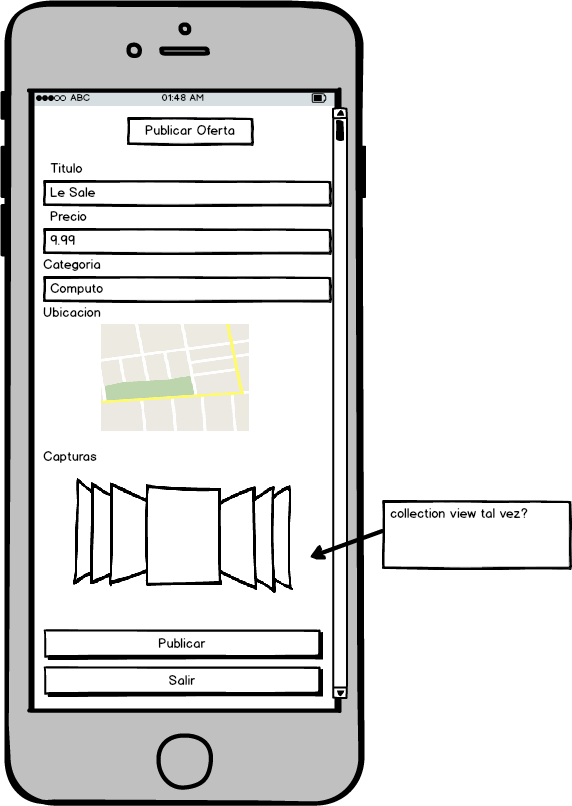 ABC 01:48 AM
Publicar Oferta
Titulo
Le Sale
Precio
9.99
Categoria
Computo
Ubicacion
Capturas
collection view tal vez?
Publicar
Salir